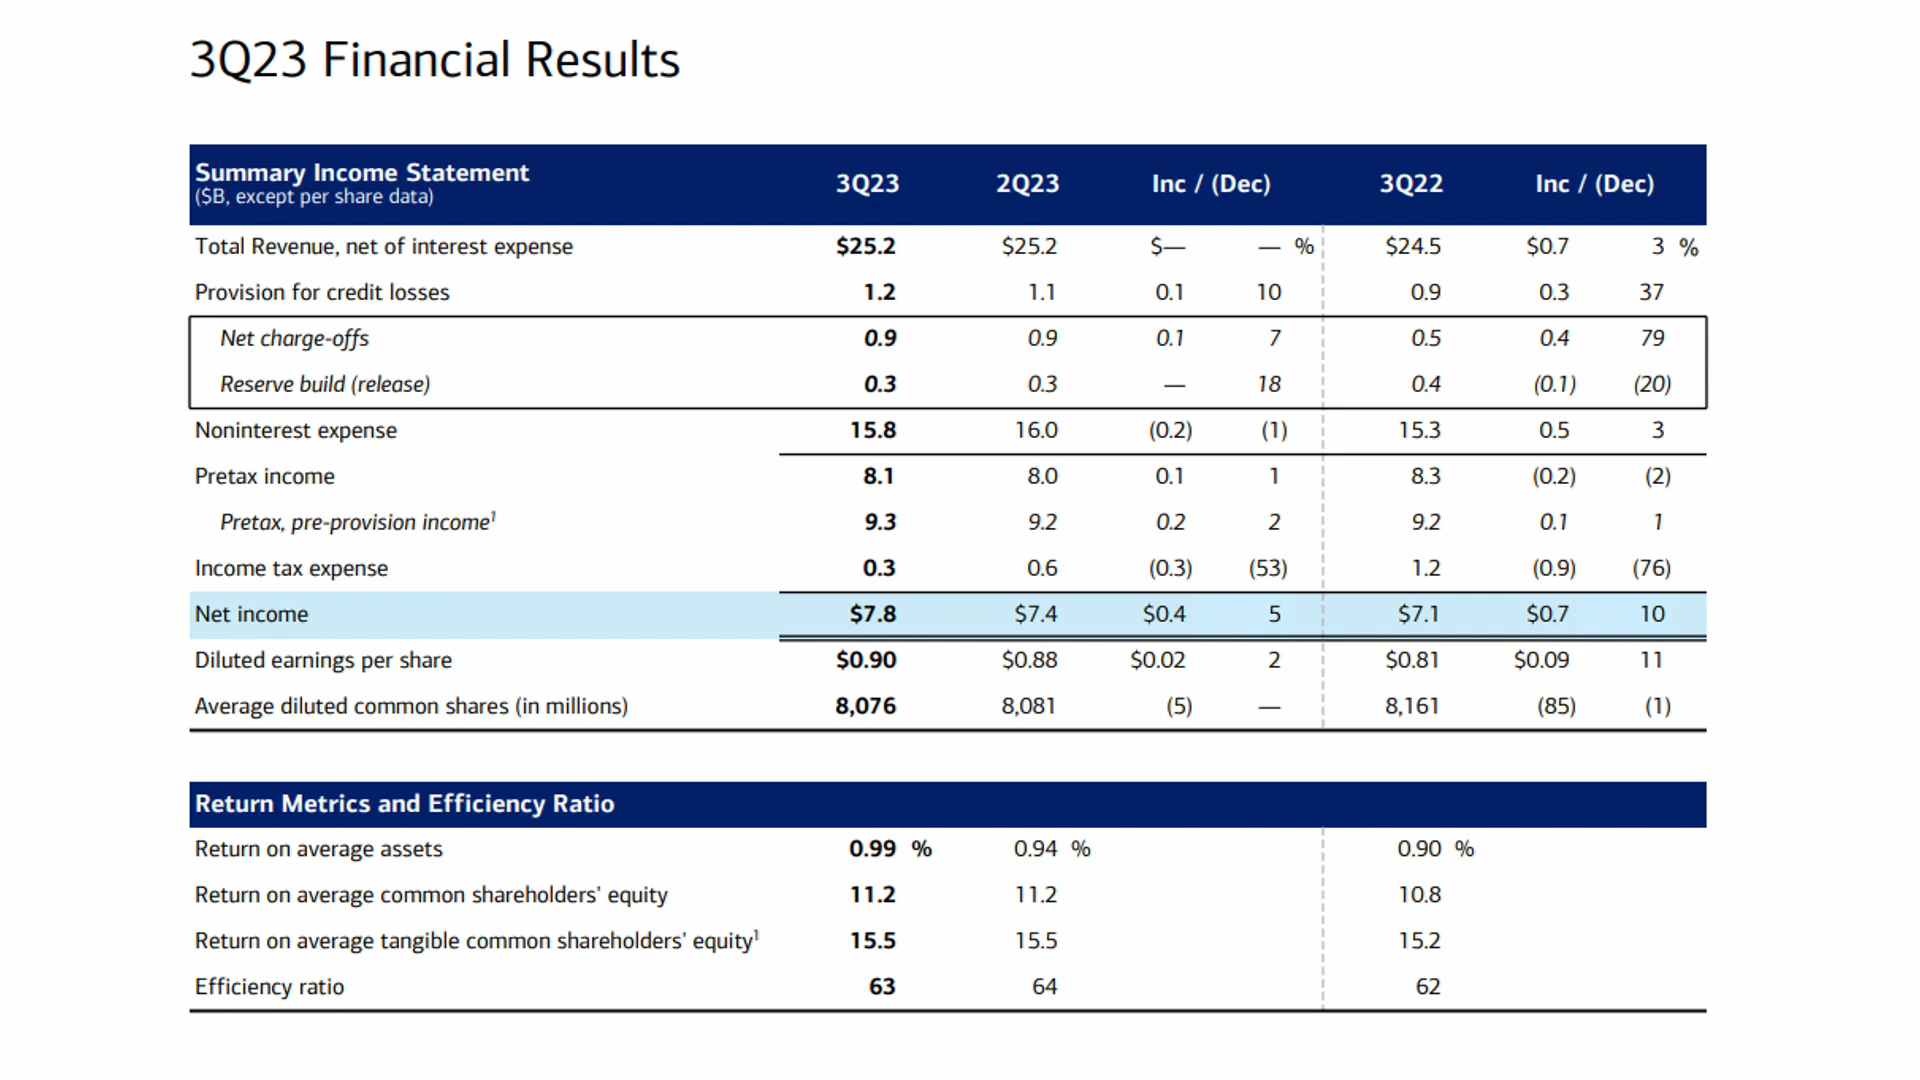 3Q23 Financial Results
Summary Income Statement
($B, except per share data)
3Q23 2Q23 Inc / (Dec) 3Q22 Inc / (Dec)
Total Revenue, net of interest expense $25.2 $25.2 $— — % $24.5 $0.7 3 %
Provision for credit losses 1.2 1.1 0.1 10 0.9 0.3 37
Net charge-offs 0.9 0.9 0.1 7 0.5 0.4 79
Reserve build (release) 0.3 0.3 — 18 0.4 (0.1) (20)
Noninterest expense 15.8 16.0 (0.2) (1) 15.3 0.5 3
Pretax income 8.1 8.0 0.1 1 8.3 (0.2) (2)
Pretax, pre-provision income¹ 9.3 9.2 0.2 2 9.2 0.1 1
Income tax expense 0.3 0.6 (0.3) (53) 1.2 (0.9) (76)
Net income $7.8 $7.4 $0.4 5 $7.1 $0.7 10
Diluted earnings per share $0.90 $0.88 $0.02 2 $0.81 $0.09 11
Average diluted common shares (in millions) 8,076 8,081 (5) — 8,161 (85) (1)
Return Metrics and Efficiency Ratio
Return on average assets 0.99 % 0.94 % 0.90 %
Return on average common shareholders' equity 11.2 11.2 10.8
Return on average tangible common shareholders' equity¹ 15.5 15.5 15.2
Efficiency ratio 63 64 62